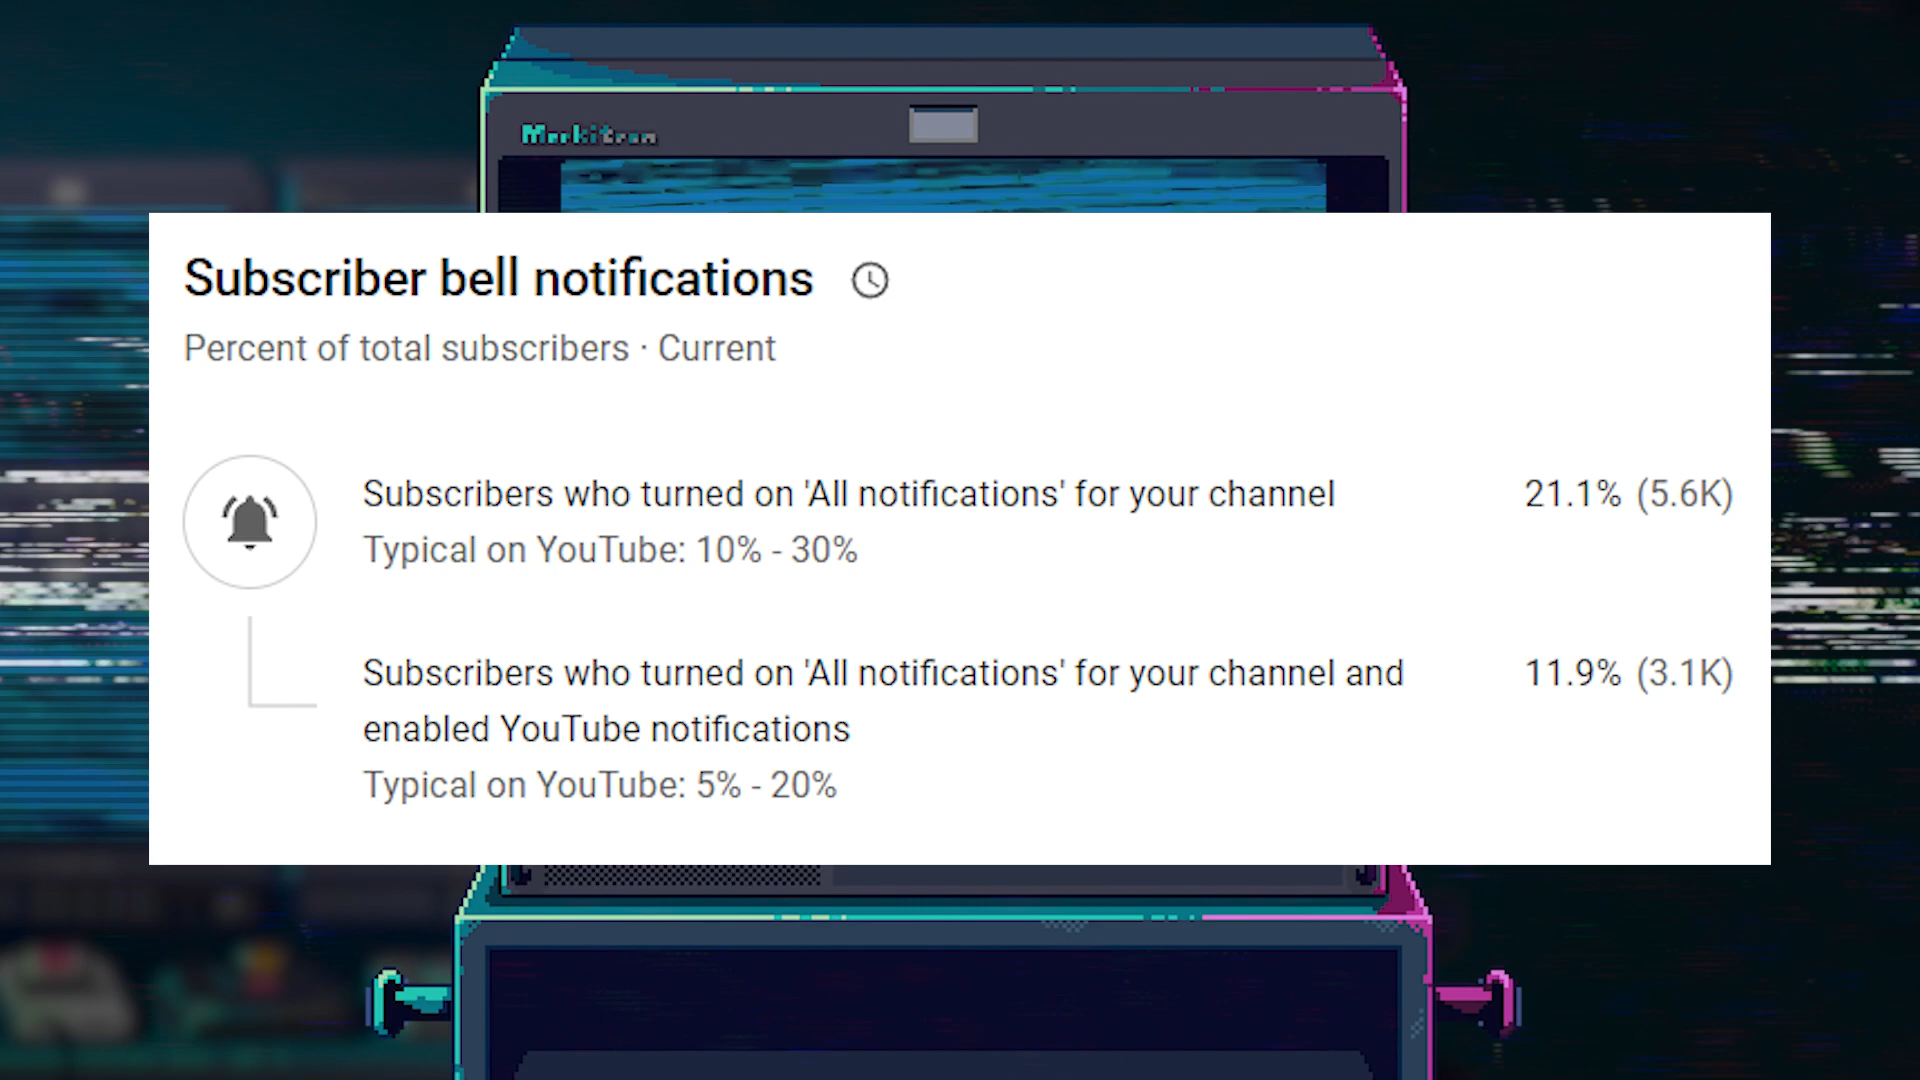 Subscriber bell notifications
Percent of total subscribers · Current
Subscribers who turned on 'All notifications' for your channel 21.1% (5.6K)
Typical on YouTube: 10% - 30%
Subscribers who turned on 'All notifications' for your channel and 11.9% (3.1K)
enabled YouTube notifications
Typical on YouTube: 5% - 20%